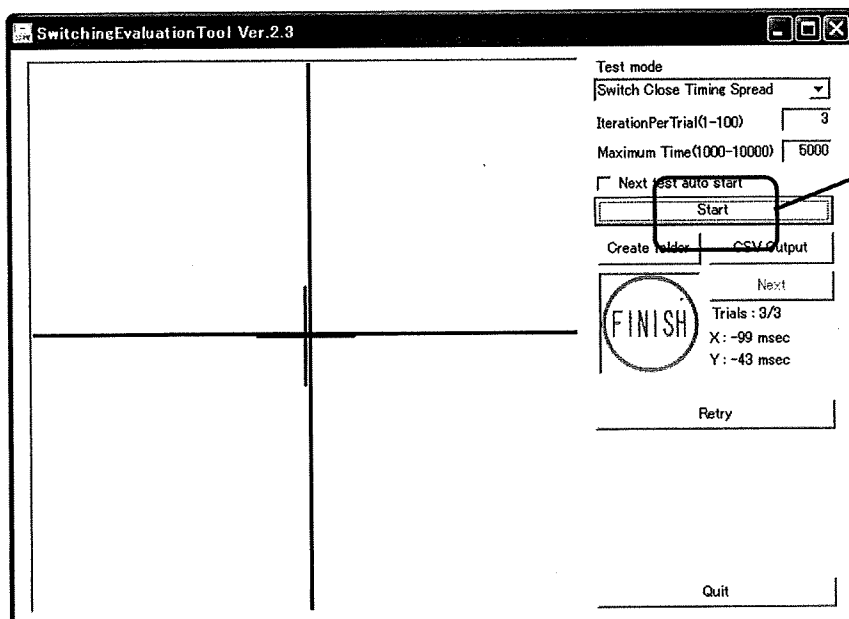 SwitchingEvaluationTool Ver.2.3
Test mode
Switch Close Timing Spread
IterationPerTrial(1-100) 3
Maximum Time(1000-10000) 5000
Next test auto start
Start
Create folder CSV Output
FINISH
Next
Trials : 3/3
X : -99 msec
Y : -43 msec
Retry
Quit